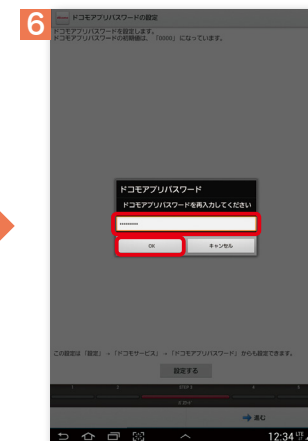 6
ドコモアプリパスワードの設定
ドコモアプリパスワードを設定します。
ドコモアプリパスワードの初期値は、「0000」になっています。
ドコモアプリパスワード
ドコモアプリパスワードを再入力してください
OK
キャンセル
この設定は「設定」→「ドコモサービス」→「ドコモアプリパスワード」からも設定できます。
設定する
1 2 STEP 3 4 5
進む
12:34 LTE